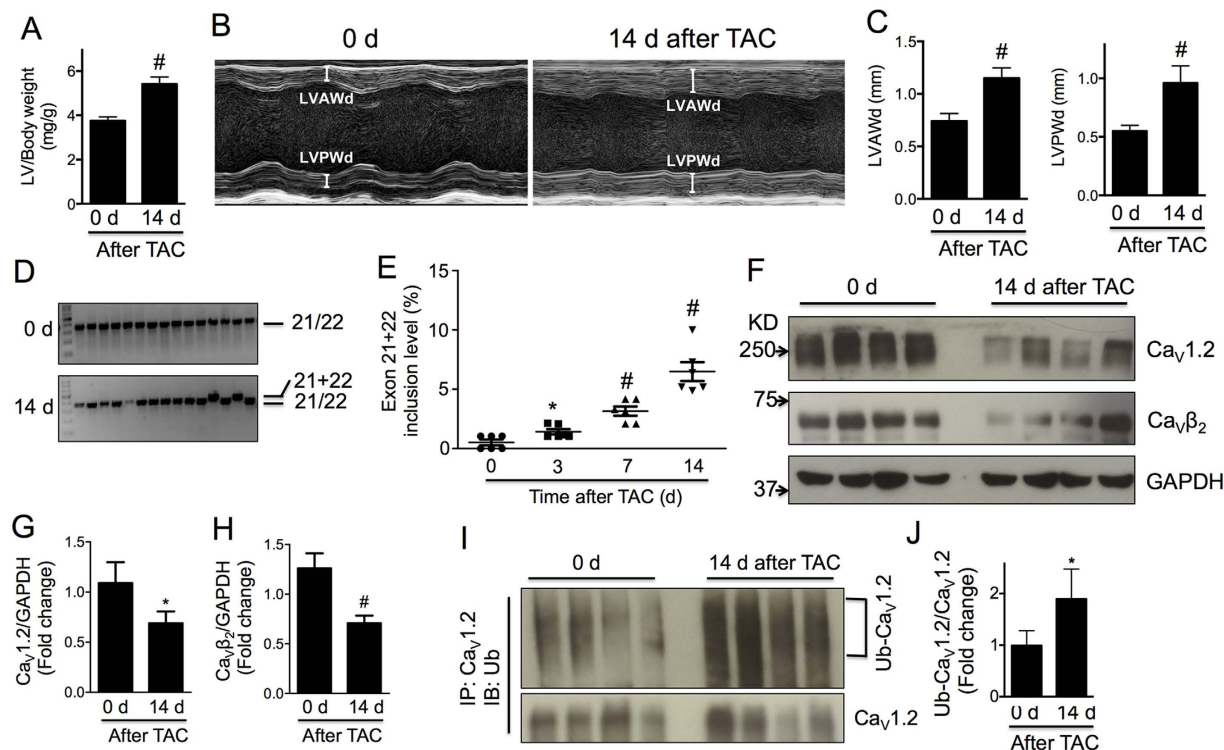 A
LV/Body weight
mg/g
6
4
2
0
#
0 d 14 d
After TAC
B
0 d
14 d after TAC
LVAWd
LVPWd
LVAWd
LVPWd
C
LVAWd (mm)
1.5
1.0
0.5
0.0
#
0 d 14 d
After TAC
LVPWd (mm)
1.0
0.5
0.0
#
0 d 14 d
After TAC
D
0 d
21/22
14 d
21+22
21/22
E
Exon 21+22
inclusion level (%)
15
10
5
0
*
#
#
0 3 7 14
Time after TAC (d)
F
0 d
14 d after TAC
KD
250
75
37
CaV1.2
CaVβ2
GAPDH
G
CaV1.2/GAPDH
(Fold change)
1.5
1.0
0.5
0.0
*
0 d 14 d
After TAC
H
CaVβ2/GAPDH
(Fold change)
1.5
1.0
0.5
0.0
#
0 d 14 d
After TAC
I
0 d
14 d after TAC
IP: CaV1.2
IB: Ub
Ub-CaV1.2
CaV1.2
J
Ub-CaV1.2/CaV1.2
(Fold change)
2
1
0
*
0 d 14 d
After TAC